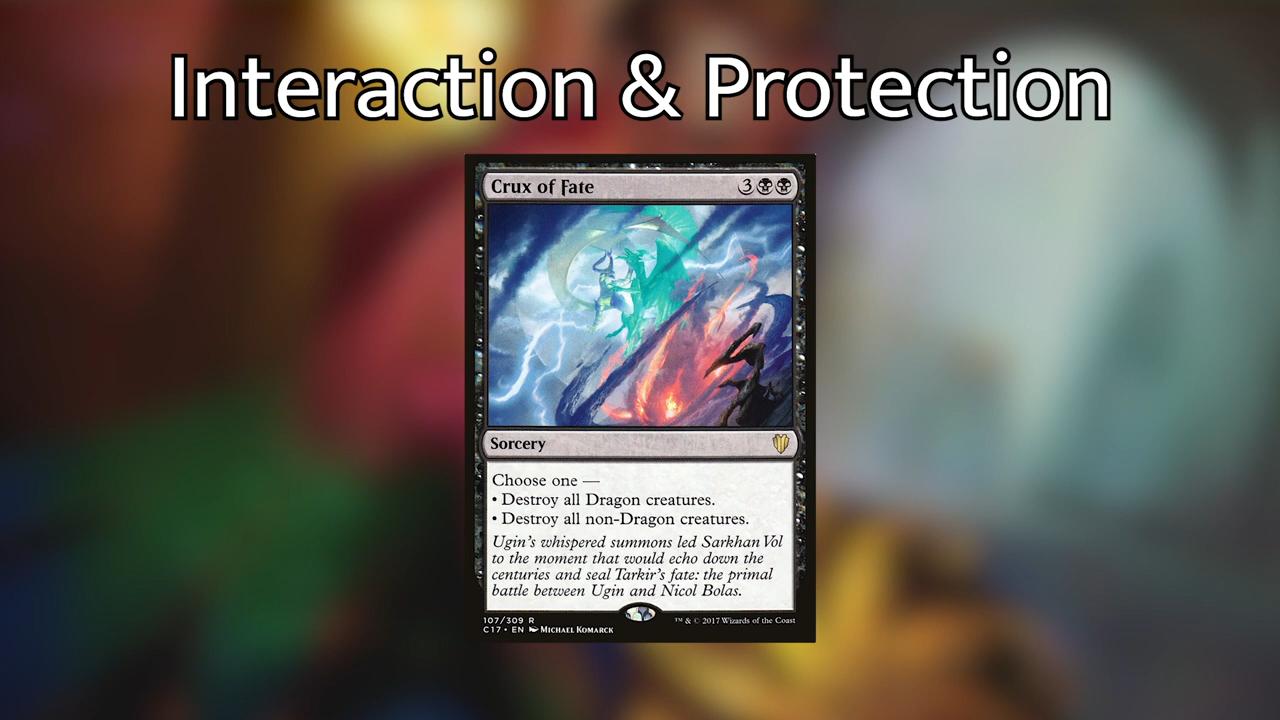 Interaction & Protection
Crux of Fate 3
Sorcery
Choose one —
• Destroy all Dragon creatures.
• Destroy all non-Dragon creatures.
Ugin's whispered summons led Sarkhan Vol
to the moment that would echo down the
centuries and seal Tarkir's fate: the primal
battle between Ugin and Nicol Bolas.
107/309 R
C17 • EN Michael Komarck
™ & © 2017 Wizards of the Coast